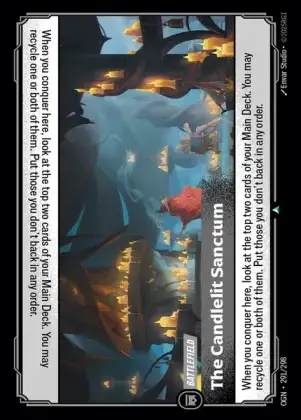 When you conquer here, look at the top two cards of your Main Deck. You may
recycle one or both of them. Put those you don't back in any order.
BATTLEFIELD
The Candlelit Sanctum
When you conquer here, look at the top two cards of your Main Deck. You may
recycle one or both of them. Put those you don't back in any order.
OGN • 291/298
Envar Studio • ©2025RGI